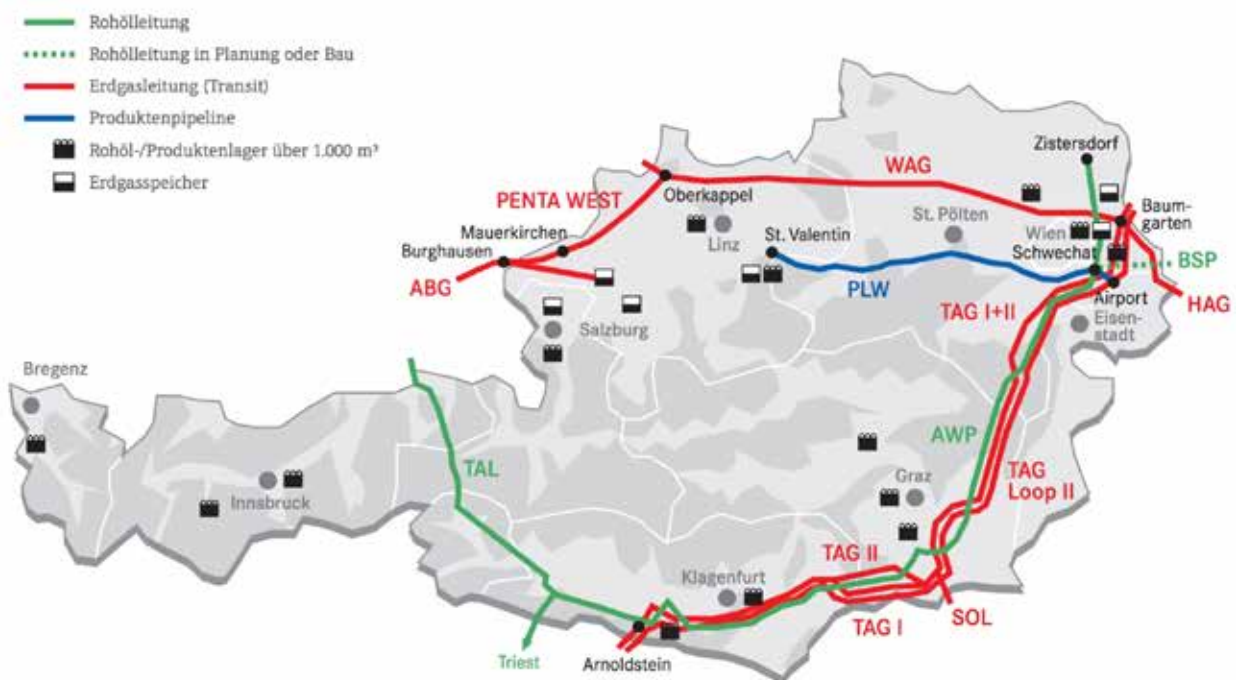 Rohölleitung
Rohölleitung in Planung oder Bau
Erdgasleitung (Transit)
Produktenpipeline
Rohöl-/Produktenlager über 1.000 m³
Erdgasspeicher
Zistersdorf
WAG
Oberkappel
PENTA WEST
Baum-
garten
St. Pölten
Wien
Mauerkirchen
Linz
St. Valentin
Burghausen
Schwechat
BSP
ABG
PLW
Airport
HAG
TAG I+II
Eisen-
stadt
Salzburg
Bregenz
AWP
TAL
TAG
Loop II
Graz
Innsbruck
TAG II
Klagenfurt
SOL
TAG I
Triest
Arnoldstein